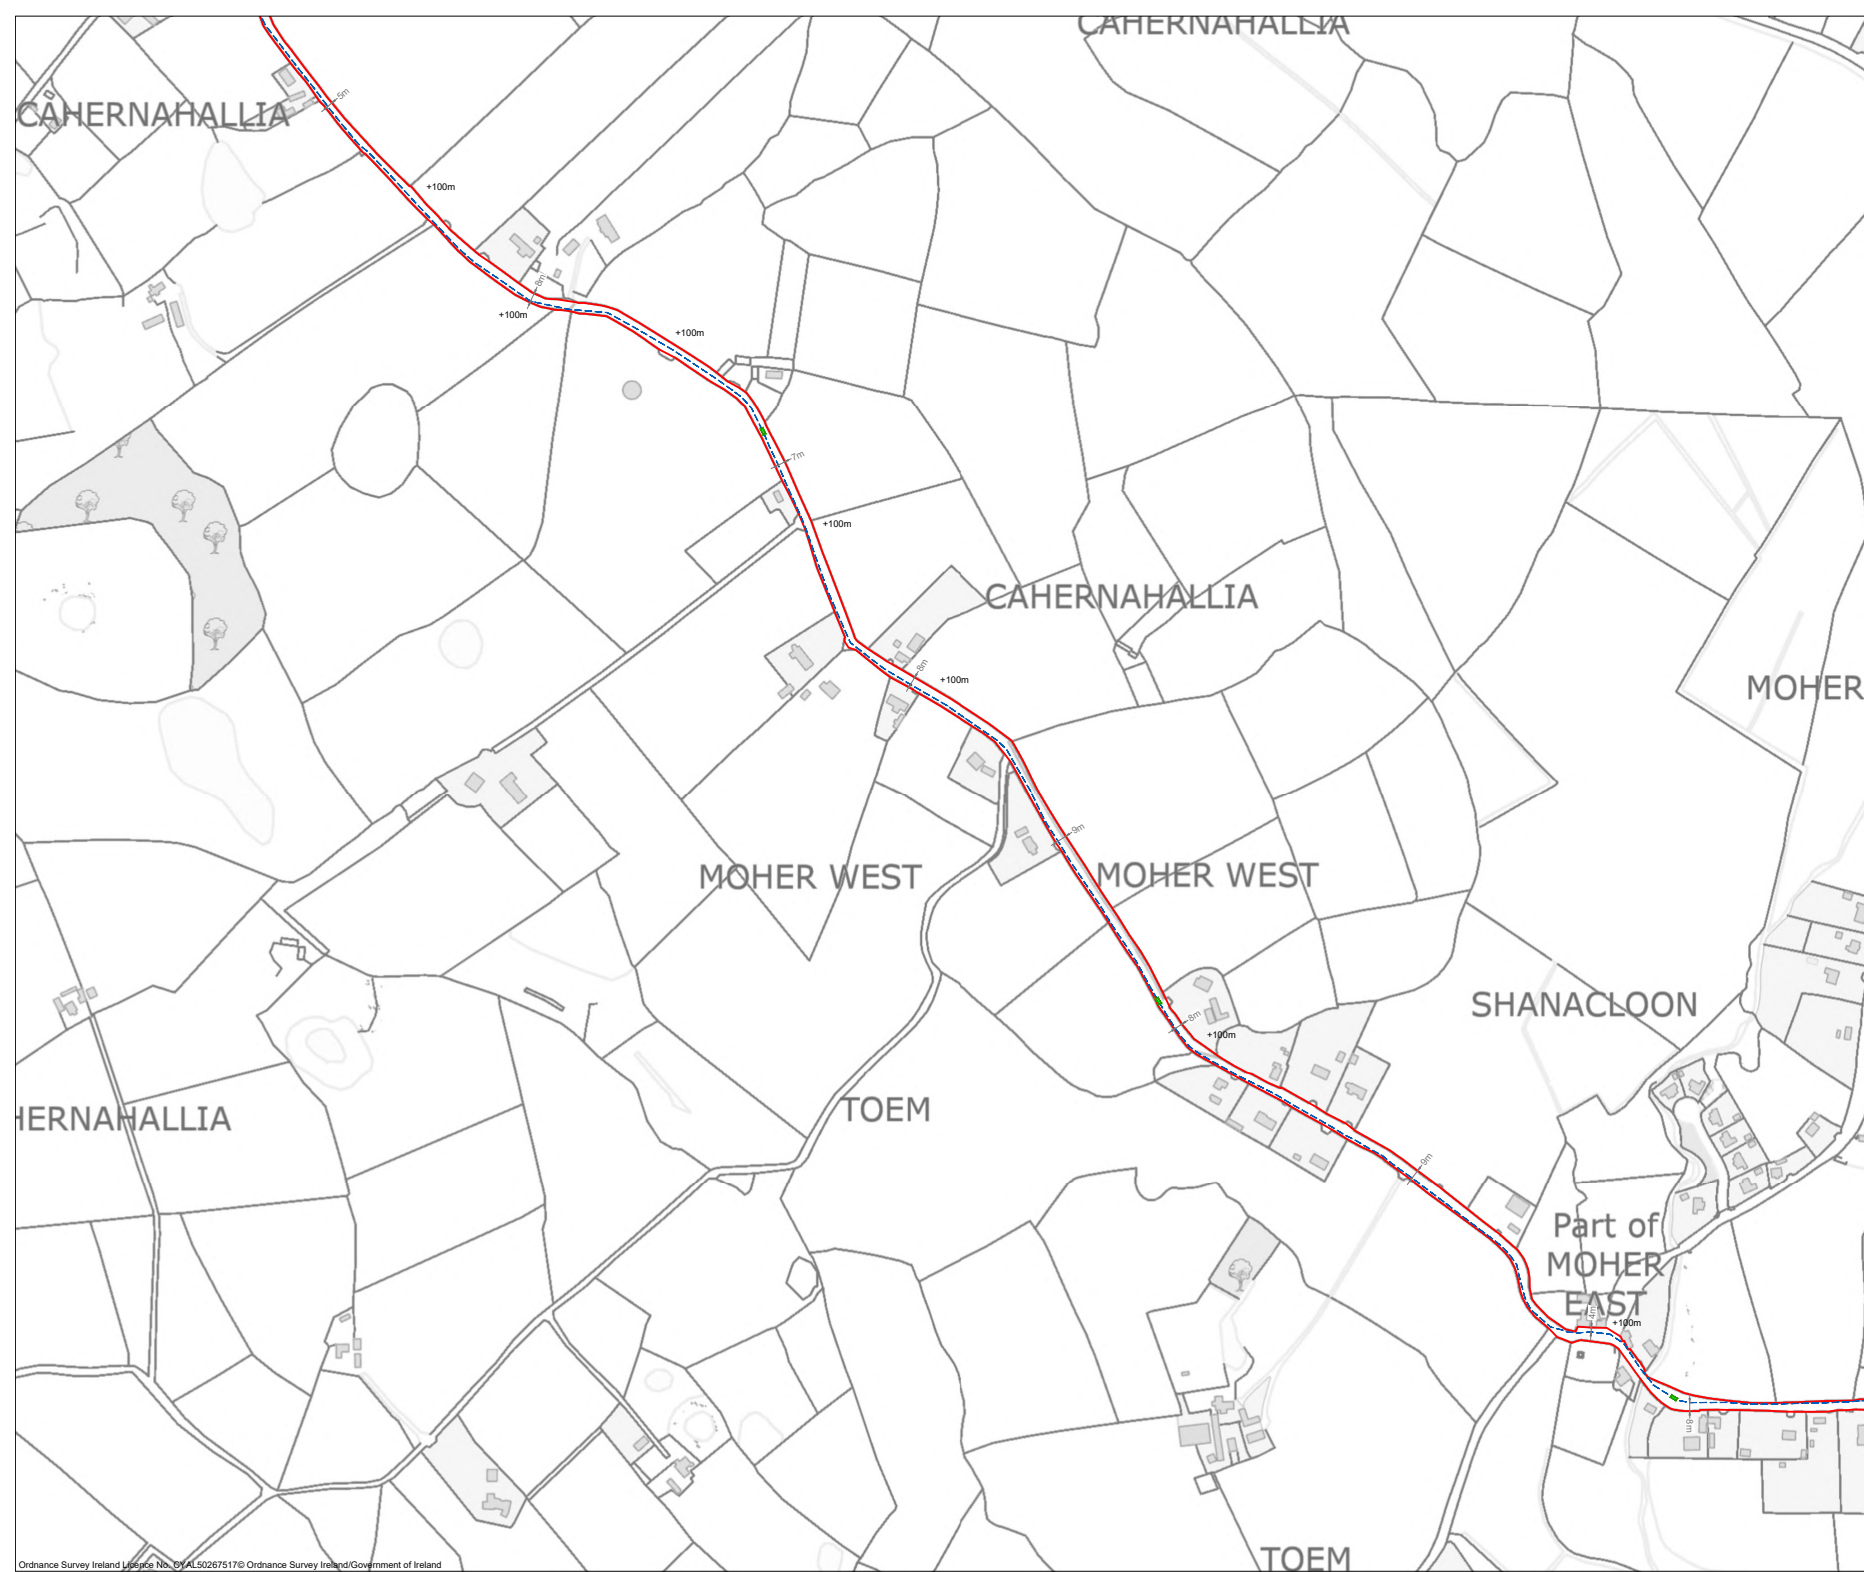 CAHERNAHALLIA
5m
CAHERNAHALLIA
+100m
8m
+100m
+100m
7m
+100m
CAHERNAHALLIA
8m
+100m
MOHER
9m
MOHER WEST
MOHER WEST
SHANACLOON
8m
+100m
TOEM
HERNAHALLIA
9m
Part of
MOHER
EAST
4m
+100m
8m
TOEM
Ordnance Survey Ireland Licence No. CYAL50267517© Ordnance Survey Ireland/Government of Ireland